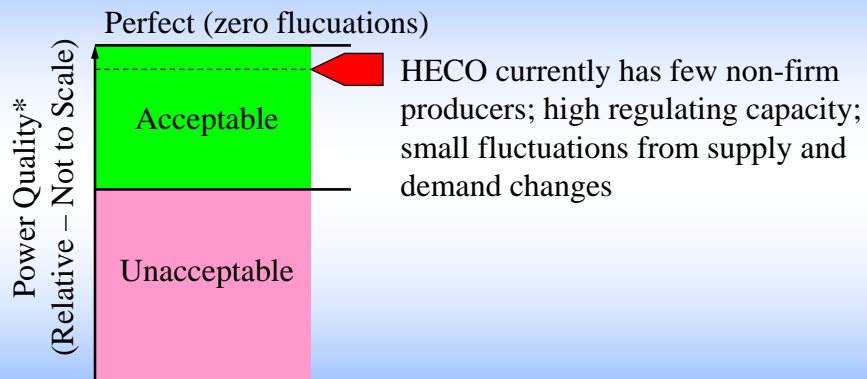 Perfect (zero flucuations)
Power Quality*
(Relative – Not to Scale)
Acceptable
Unacceptable
HECO currently has few non-firm
producers; high regulating capacity;
small fluctuations from supply and
demand changes